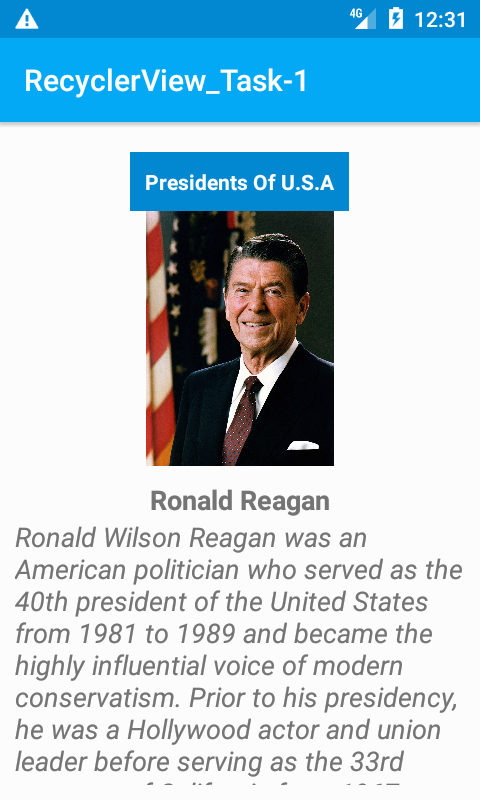 4G 12:31
RecyclerView_Task-1
Presidents Of U.S.A
Ronald Reagan
Ronald Wilson Reagan was an
American politician who served as the
40th president of the United States
from 1981 to 1989 and became the
highly influential voice of modern
conservatism. Prior to his presidency,
he was a Hollywood actor and union
leader before serving as the 33rd